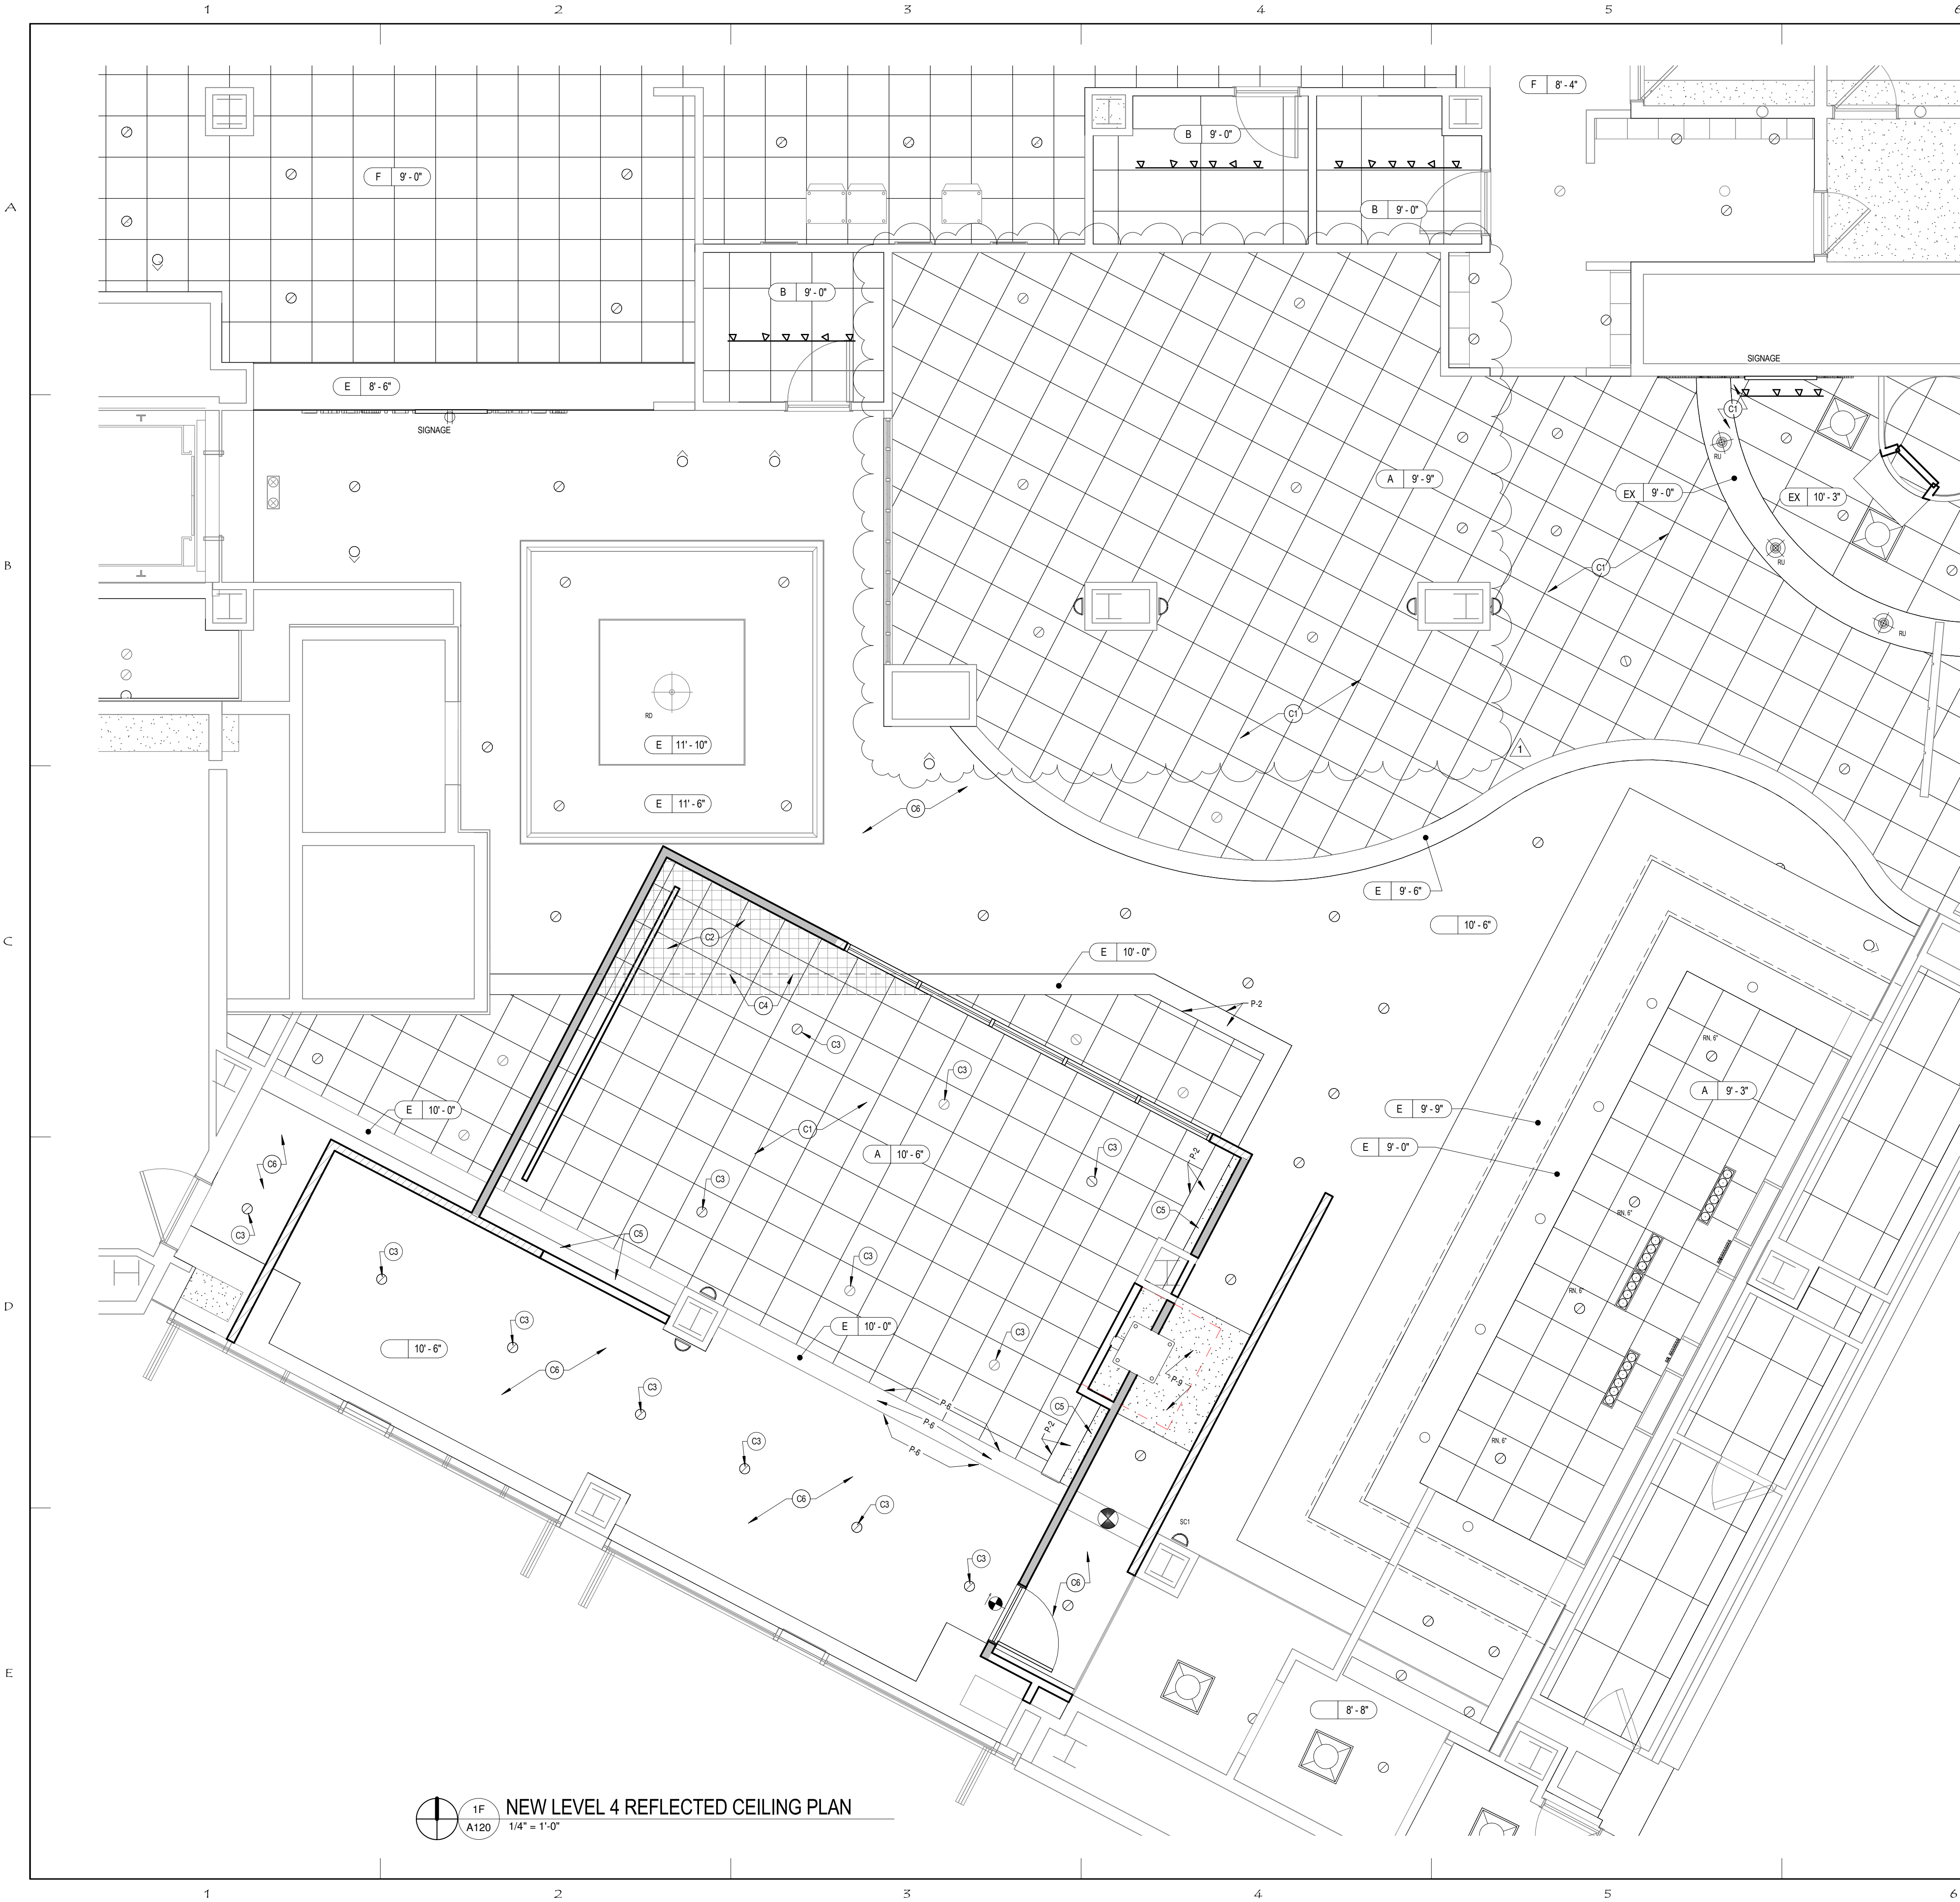 1 2 3 4 5 6
F 8' - 4"
B 9' - 0"
F 9' - 0"
A A
B 9' - 0"
B 9' - 0"
SIGNAGE
E 8' - 6"
C1
SIGNAGE
RU
A 9' - 9"
EX 9' - 0"
EX 10' - 3"
RU
B
C1
RU
RD
C1
E 11' - 10"
1
E 11' - 6"
C6
E 9' - 6"
10' - 6"
C2
C
E 10' - 0"
C4
P-2
C3
RN, 6"
C3
A 9' - 3"
E 10' - 0"
E 9' - 9"
C1
C3
E 9' - 0"
A 10' - 6"
P-2
C6
C3
C5
RN, 6"
C3
C5
C3
C3
RN, 6"
D
C3
E 10' - 0"
C3
10' - 6"
C6
P-9
C3
P-6
C5
P-6
P-2
C3
RN, 6"
P-6
C6
C3
SC1
C3
C6
E
8' - 8"
1F
A120
NEW LEVEL 4 REFLECTED CEILING PLAN
1/4" = 1'-0"
1 2 3 4 5 6